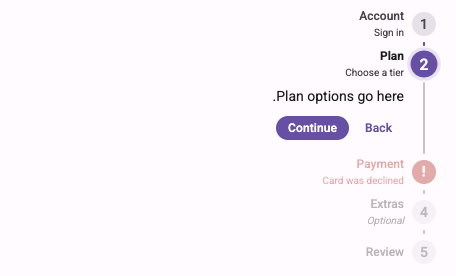 Account 1
Sign in
Plan 2
Choose a tier
.Plan options go here
Continue Back
Payment !
Card was declined
Extras 4
Optional
Review 5